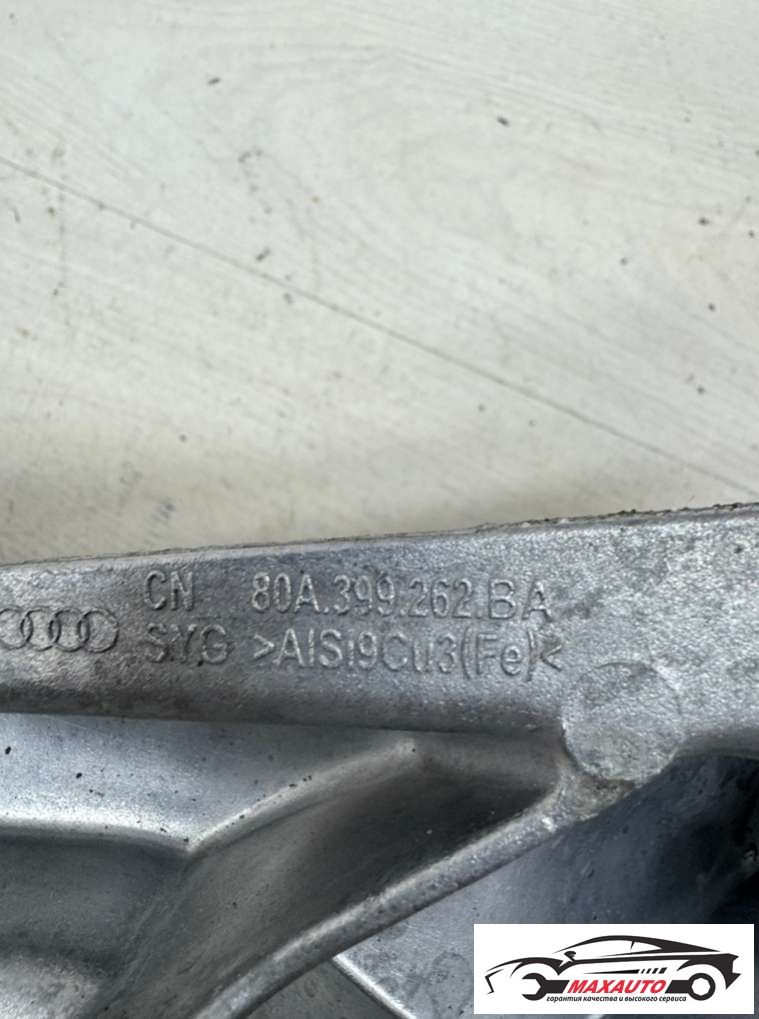 CN 80A.399.262.BA
SYG >AlSi9Cu3(Fe)<
MAXAUTO
гарантия качества и высокого сервиса